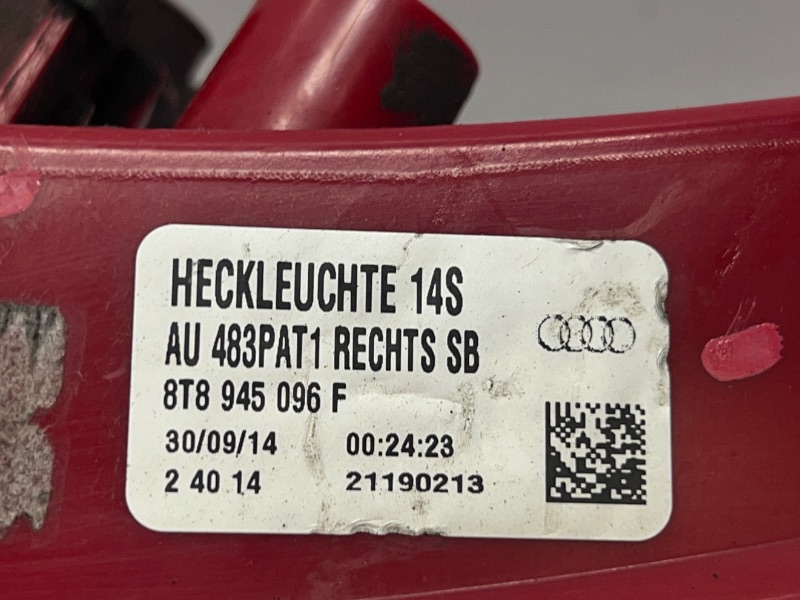 HECKLEUCHTE 14S
AU 483PAT1 RECHTS SB
8T8 945 096 F
30/09/14 00:24:23
2 40 14 21190213